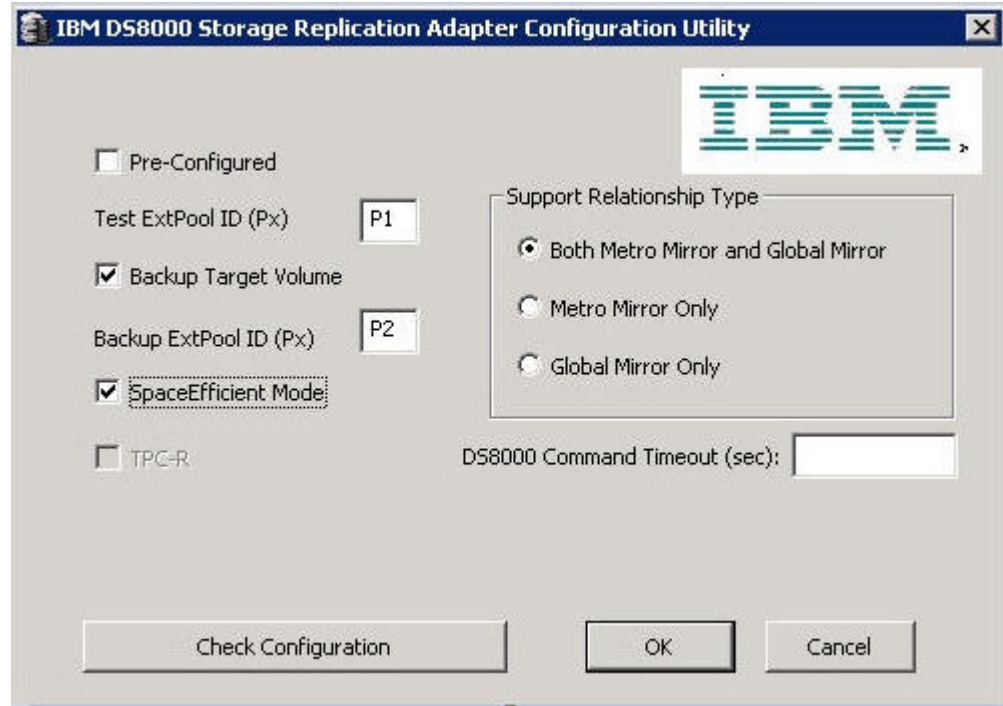 IBM DS8000 Storage Replication Adapter Configuration Utility
IBM
Pre-Configured
Test ExtPool ID (Px) P1
Backup Target Volume
Backup ExtPool ID (Px) P2
SpaceEfficient Mode
TPC-R
Support Relationship Type
Both Metro Mirror and Global Mirror
Metro Mirror Only
Global Mirror Only
DS8000 Command Timeout (sec):
Check Configuration
OK
Cancel